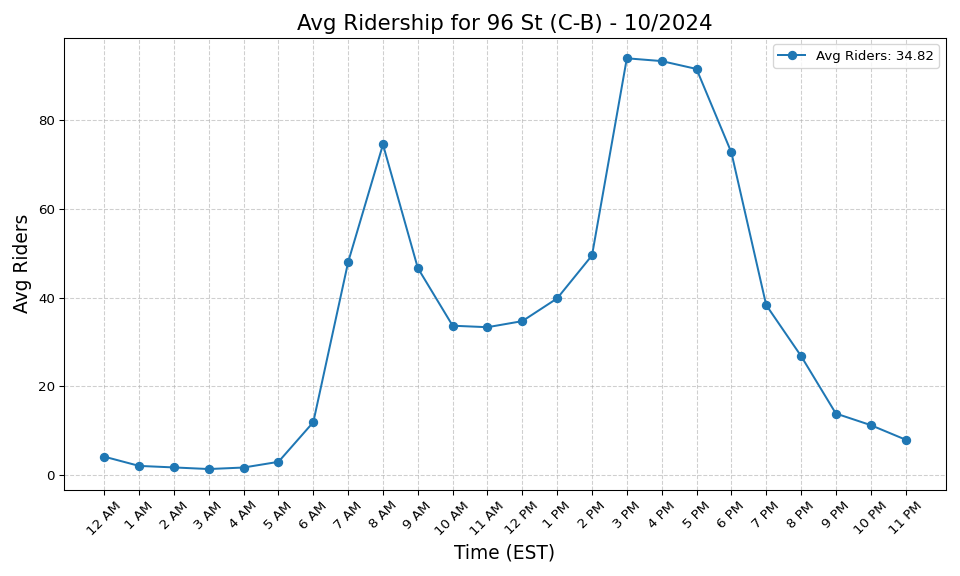 Avg Ridership for 96 St (C-B) - 10/2024
Avg Riders: 34.82
Avg Riders
80
60
40
20
0
12 AM
1 AM
2 AM
3 AM
4 AM
5 AM
6 AM
7 AM
8 AM
9 AM
10 AM
11 AM
12 PM
1 PM
2 PM
3 PM
4 PM
5 PM
6 PM
7 PM
8 PM
9 PM
10 PM
11 PM
Time (EST)